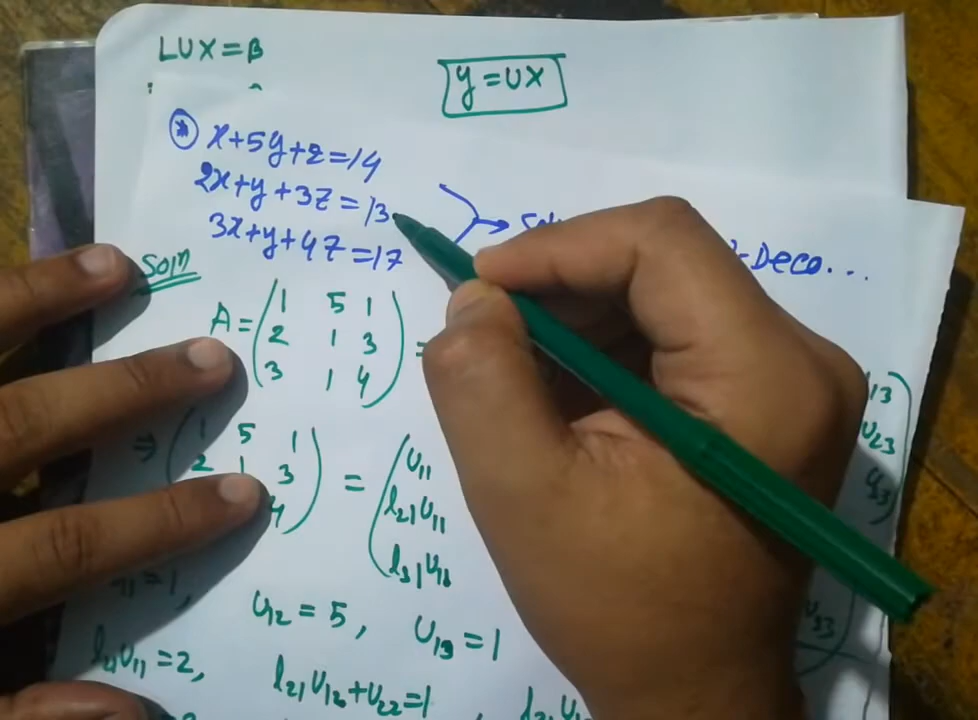 LUX=B
y=UX
* x+5y+z=14
2x+y+3z=13
3x+y+4z=17
-Deco...
Solⁿ
A=(1 5 1
2 1 3
3 1 4) =
⇒ (1 5 1
2 1 3
4) = (U₁₁
l₂₁U₁₁
l₃₁U₁₁
U₂₃
U₃₃
U₁₂=5, U₁₃=1
l₂₁U₁₁=2, l₂₁U₁₂+U₂₂=1